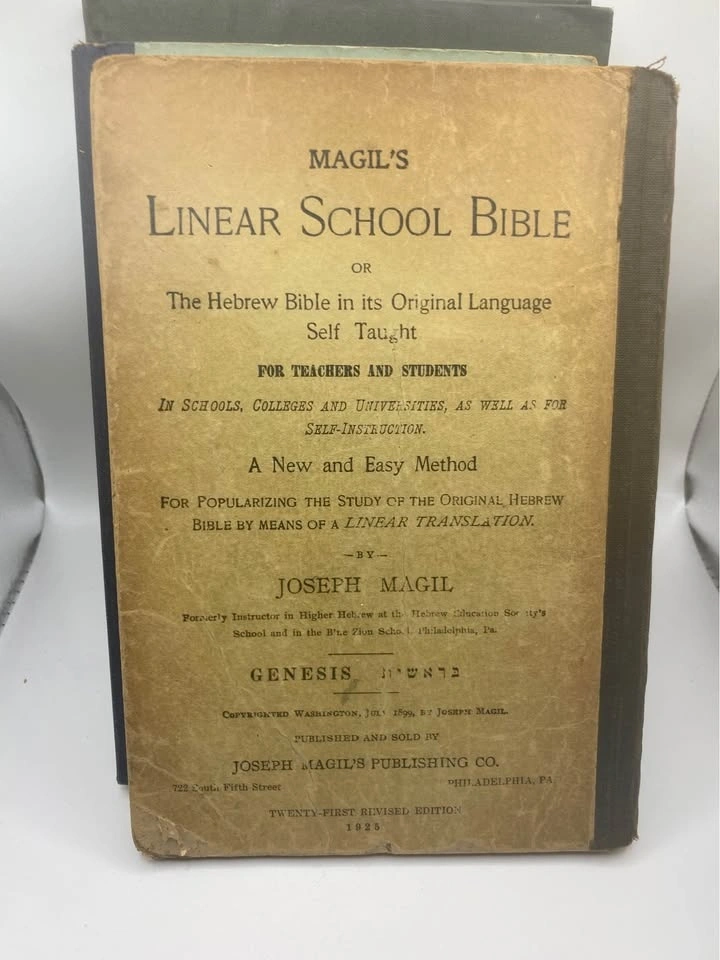 MAGIL'S
LINEAR SCHOOL BIBLE
OR
The Hebrew Bible in its Original Language
Self Taught
FOR TEACHERS AND STUDENTS
IN SCHOOLS, COLLEGES AND UNIVERSITIES, AS WELL AS FOR
SELF-INSTRUCTION.
A New and Easy Method
FOR POPULARIZING THE STUDY OF THE ORIGINAL HEBREW
BIBLE BY MEANS OF A LINEAR TRANSLATION.
—BY—
JOSEPH MAGIL
Formerly Instructor in Higher Hebrew at the Hebrew Education Society's
School and in the B'ne Zion School, Philadelphia, Pa.
GENESIS בראשית
COPYRIGHTED WASHINGTON, JULY 1899, BY JOSEPH MAGIL.
PUBLISHED AND SOLD BY
JOSEPH MAGIL'S PUBLISHING CO.
722 South Fifth Street PHILADELPHIA, PA.
TWENTY-FIRST REVISED EDITION
1925